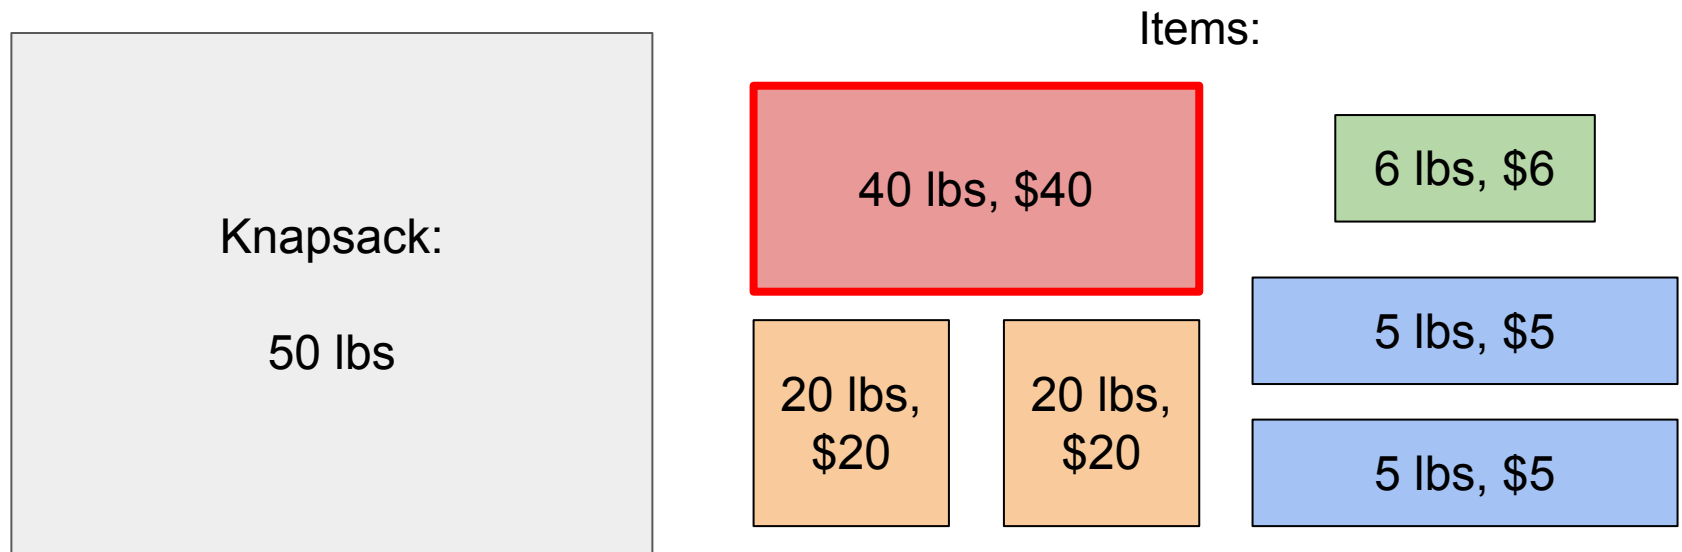 Items:
Knapsack:
50 lbs
40 lbs, $40
6 lbs, $6
20 lbs,
$20
20 lbs,
$20
5 lbs, $5
5 lbs, $5